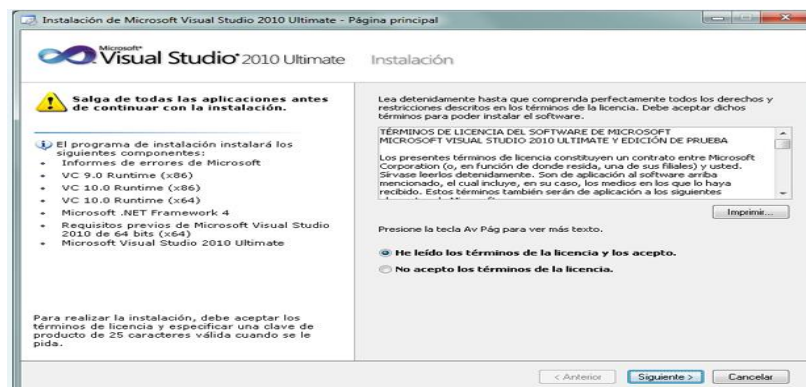 Instalación de Microsoft Visual Studio 2010 Ultimate - Página principal
Microsoft®
Visual Studio® 2010 Ultimate
Instalación
Salga de todas las aplicaciones antes
de continuar con la instalación.
El programa de instalación instalará los
siguientes componentes:
Informes de errores de Microsoft
VC 9.0 Runtime (x86)
VC 10.0 Runtime (x86)
VC 10.0 Runtime (x64)
Microsoft .NET Framework 4
Requisitos previos de Microsoft Visual Studio
2010 de 64 bits (x64)
Microsoft Visual Studio 2010 Ultimate
Para realizar la instalación, debe aceptar los
términos de licencia y especificar una clave de
producto de 25 caracteres válida cuando se le
pida.
Lea detenidamente hasta que comprenda perfectamente todos los derechos y
restricciones descritos en los términos de la licencia. Debe aceptar dichos
términos para poder instalar el software.
TÉRMINOS DE LICENCIA DEL SOFTWARE DE MICROSOFT
MICROSOFT VISUAL STUDIO 2010 ULTIMATE Y EDICIÓN DE PRUEBA
Los presentes términos de licencia constituyen un contrato entre Microsoft
Corporation (o, en función de donde resida, una de sus filiales) y usted.
Sírvase leerlos detenidamente. Son de aplicación al software arriba
mencionado, el cual incluye, en su caso, los medios en los que lo haya
recibido. Estos términos también serán de aplicación a los siguientes
Imprimir...
Presione la tecla Av Pág para ver más texto.
He leído los términos de la licencia y los acepto.
No acepto los términos de la licencia.
< Anterior
Siguiente >
Cancelar